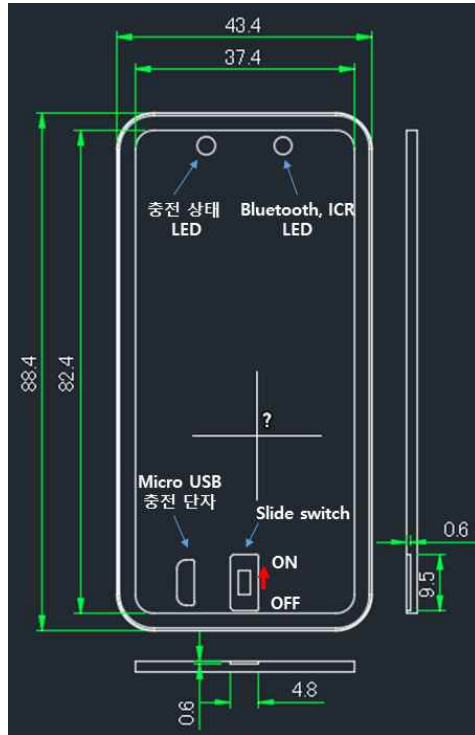 43.4
37.4
충전 상태
LED
Bluetooth, ICR
LED
88.4
82.4
?
Micro USB
충전 단자
Slide switch
ON
OFF
0.6
9.5
0.6
4.8